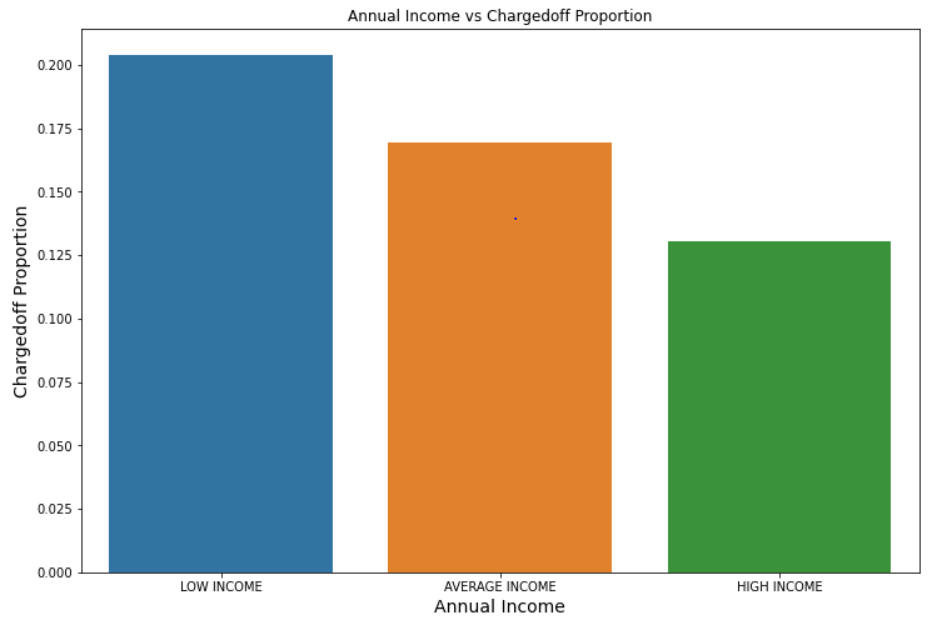 Annual Income vs Chargedoff Proportion
Chargedoff Proportion
0.200
0.175
0.150
0.125
0.100
0.075
0.050
0.025
0.000
LOW INCOME
AVERAGE INCOME
HIGH INCOME
Annual Income